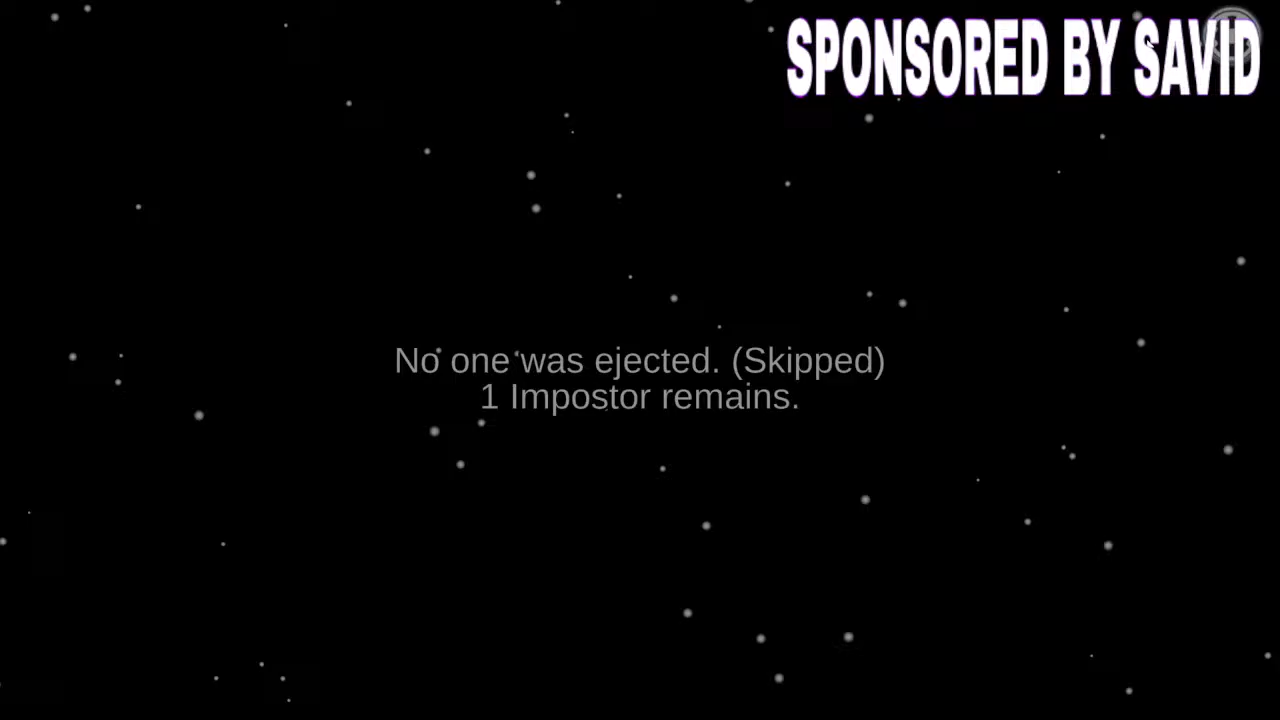 SPONSORED BY SAVID
No one was ejected. (Skipped)
1 Impostor remains.